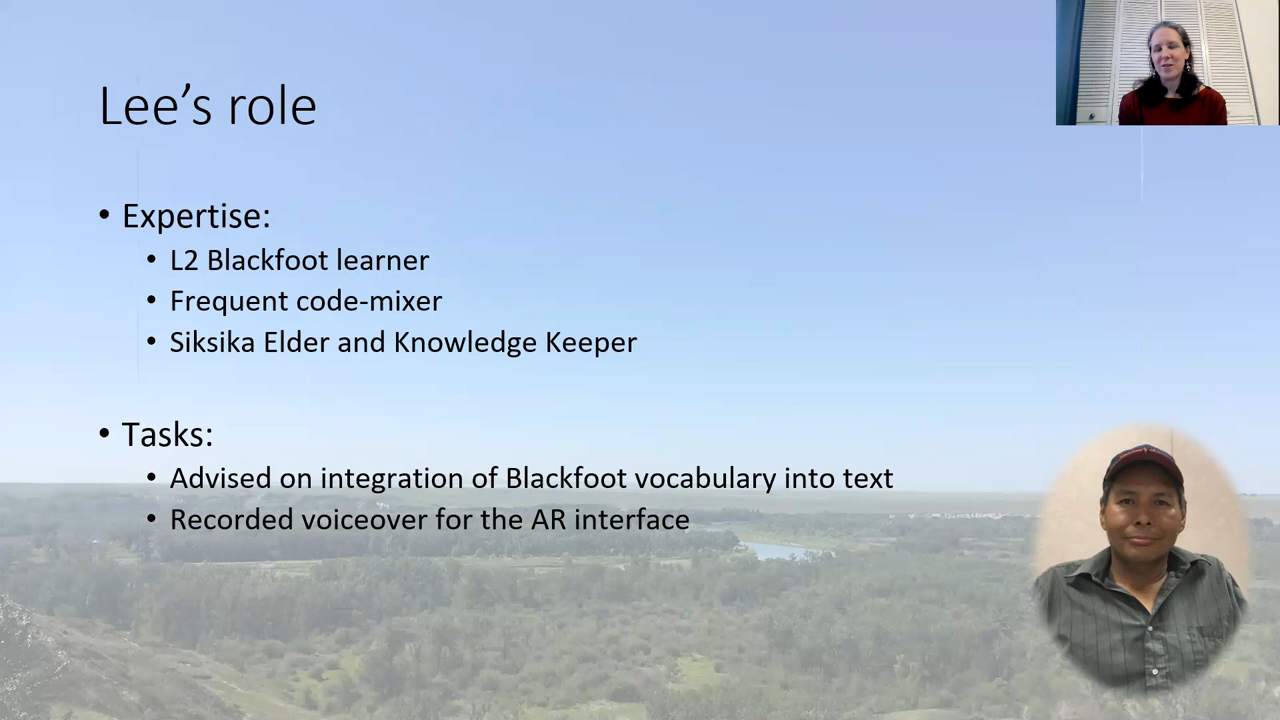 Lee’s role
• Expertise:
• L2 Blackfoot learner
• Frequent code-mixer
• Siksika Elder and Knowledge Keeper
• Tasks:
• Advised on integration of Blackfoot vocabulary into text
• Recorded voiceover for the AR interface